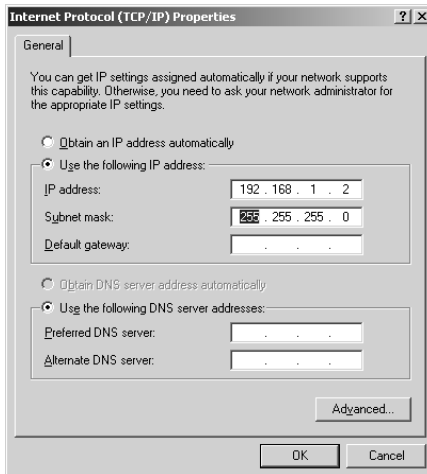 Internet Protocol (TCP/IP) Properties
General
You can get IP settings assigned automatically if your network supports
this capability. Otherwise, you need to ask your network administrator for
the appropriate IP settings.
Obtain an IP address automatically
Use the following IP address:
IP address: 192 . 168 . 1 . 2
Subnet mask: 255 . 255 . 255 . 0
Default gateway: . . .
Obtain DNS server address automatically
Use the following DNS server addresses:
Preferred DNS server: . . .
Alternate DNS server: . . .
Advanced...
OK Cancel